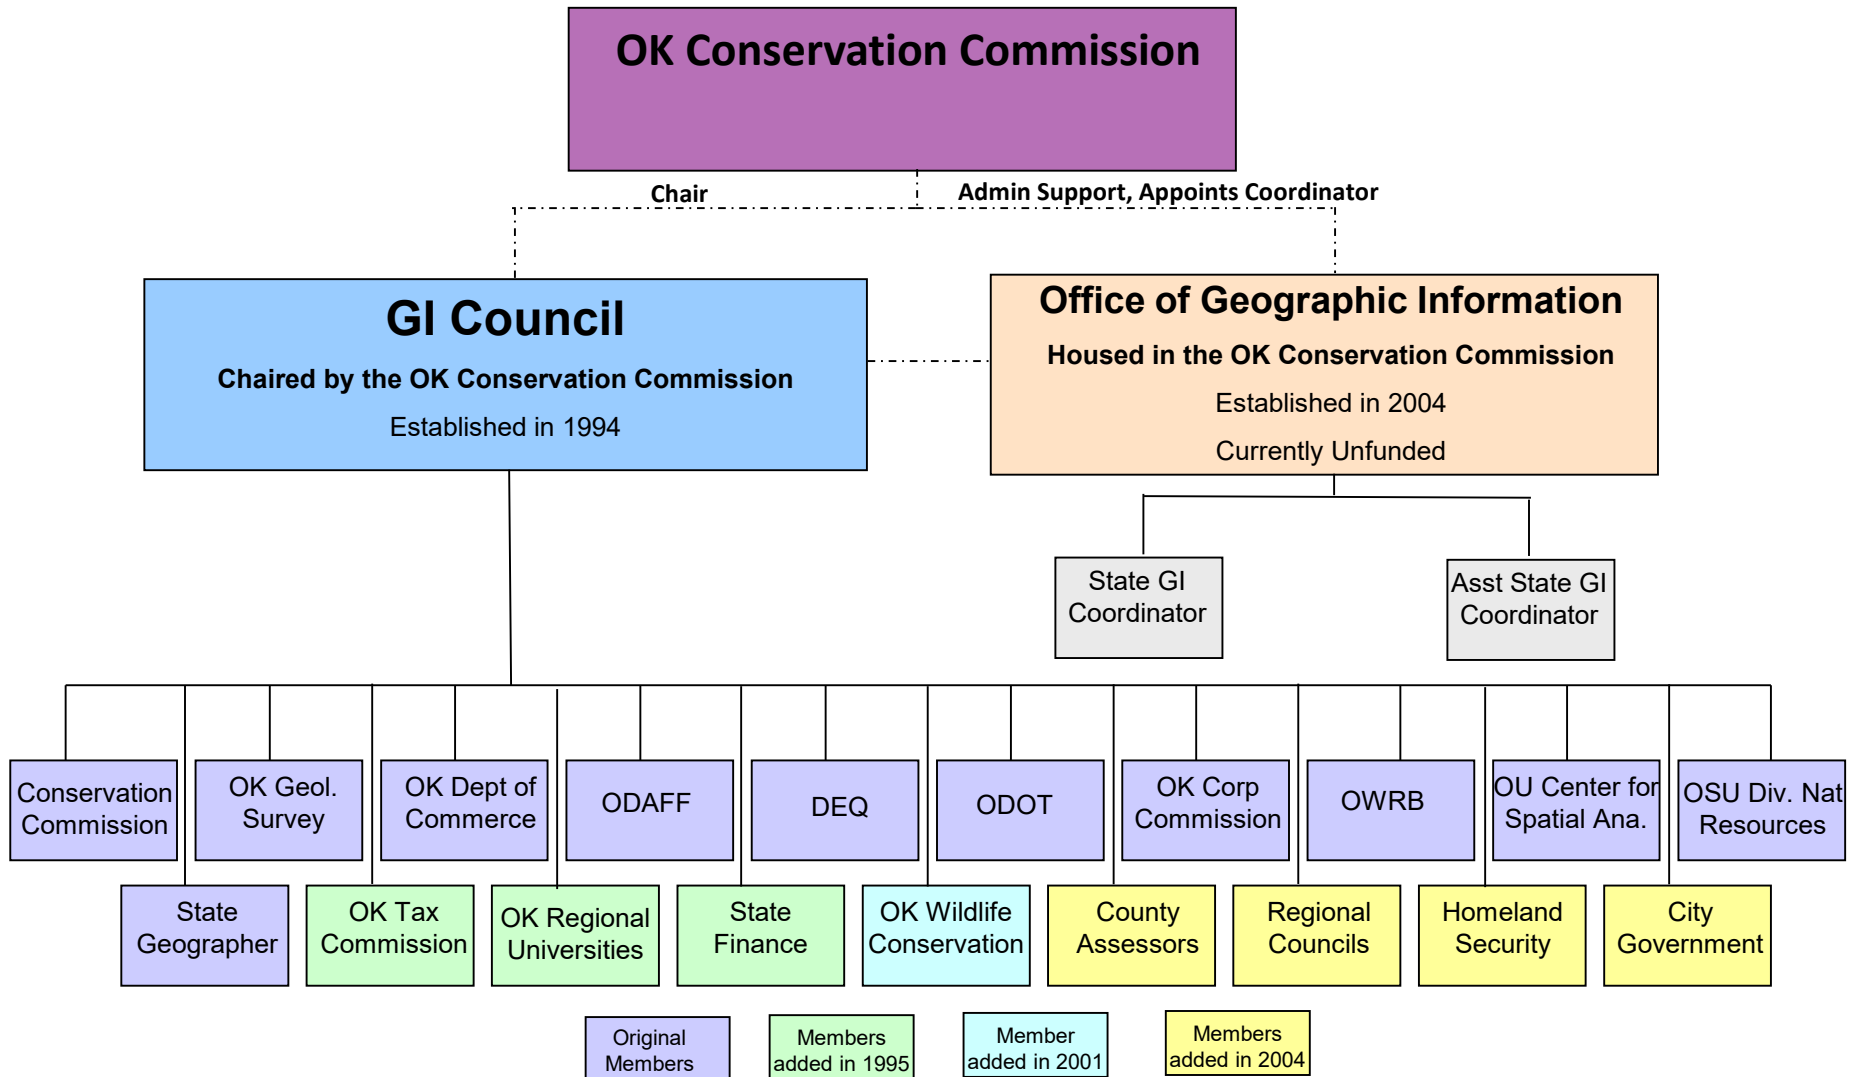 OK Conservation Commission
Chair
Admin Support, Appoints Coordinator
GI Council
Chaired by the OK Conservation Commission
Established in 1994
Office of Geographic Information
Housed in the OK Conservation Commission
Established in 2004
Currently Unfunded
State GI
Coordinator
Asst State GI
Coordinator
Conservation
Commission
OK Geol.
Survey
OK Dept of
Commerce
ODAFF
DEQ
ODOT
OK Corp
Commission
OWRB
OU Center for
Spatial Ana.
OSU Div. Nat
Resources
State
Geographer
OK Tax
Commission
OK Regional
Universities
State
Finance
OK Wildlife
Conservation
County
Assessors
Regional
Councils
Homeland
Security
City
Government
Original
Members
Members
added in 1995
Member
added in 2001
Members
added in 2004